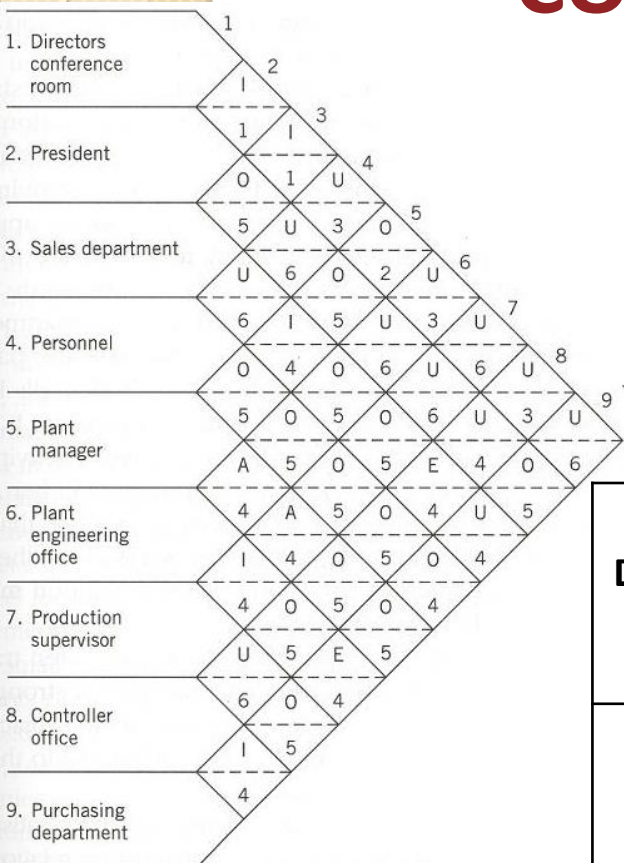 1
1. Directors
conference
room
2
I
3
1 I
2. President
4
O 1 U
5
5 U 3 O
3. Sales department
6
U 6 O 2 U
7
6 I 5 U 3 U
4. Personnel
8
O 4 O 6 U 6 U
9
5 O 5 O 6 U 3 U
5. Plant
manager
A 5 O 5 E 4 O 6
6. Plant
engineering
office
4 A 5 O 4 U 5
I 4 O 5 O 4
7. Production
supervisor
4 O 5 O 4
U 5 E 5
8. Controller
office
6 O 4
I 5
9. Purchasing
department
4